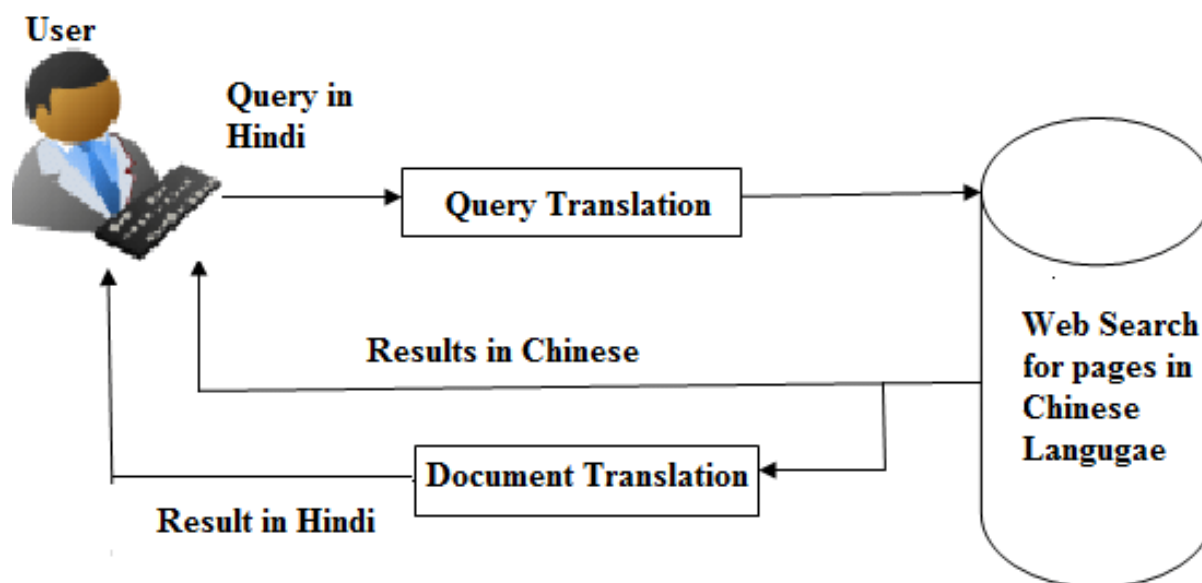 User
Query in
Hindi
Query Translation
Results in Chinese
Web Search
for pages in
Chinese
Langugae
Document Translation
Result in Hindi